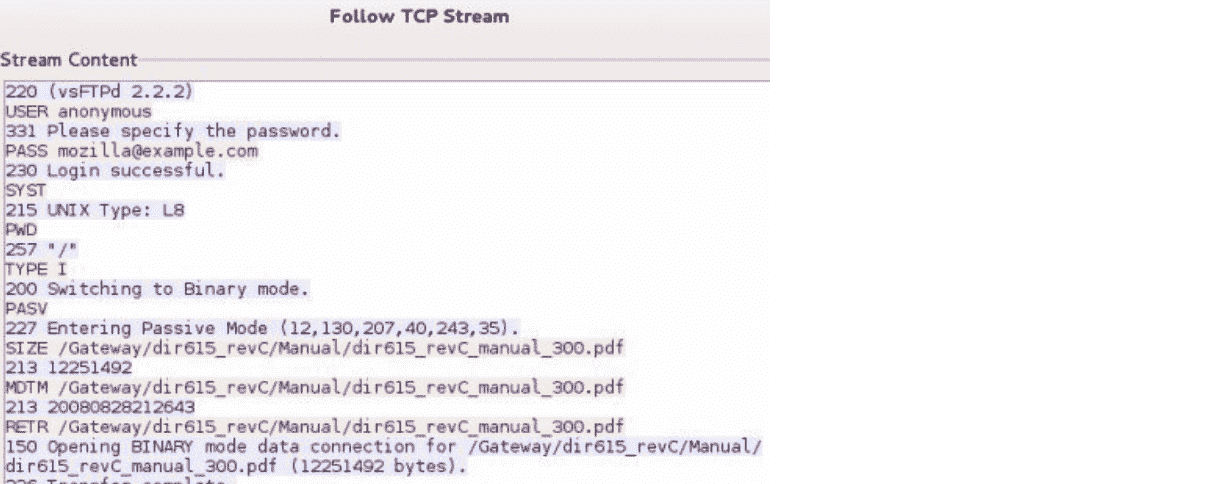 Follow TCP Stream
Stream Content
220 (vsFTPd 2.2.2)
USER anonymous
331 Please specify the password.
PASS mozilla@example.com
230 Login successful.
SYST
215 UNIX Type: L8
PWD
257 "/"
TYPE I
200 Switching to Binary mode.
PASV
227 Entering Passive Mode (12,130,207,40,243,35).
SIZE /Gateway/dir615_revC/Manual/dir615_revC_manual_300.pdf
213 12251492
MDTM /Gateway/dir615_revC/Manual/dir615_revC_manual_300.pdf
213 20080828212643
RETR /Gateway/dir615_revC/Manual/dir615_revC_manual_300.pdf
150 Opening BINARY mode data connection for /Gateway/dir615_revC/Manual/
dir615_revC_manual_300.pdf (12251492 bytes).
226 Transfer complete.